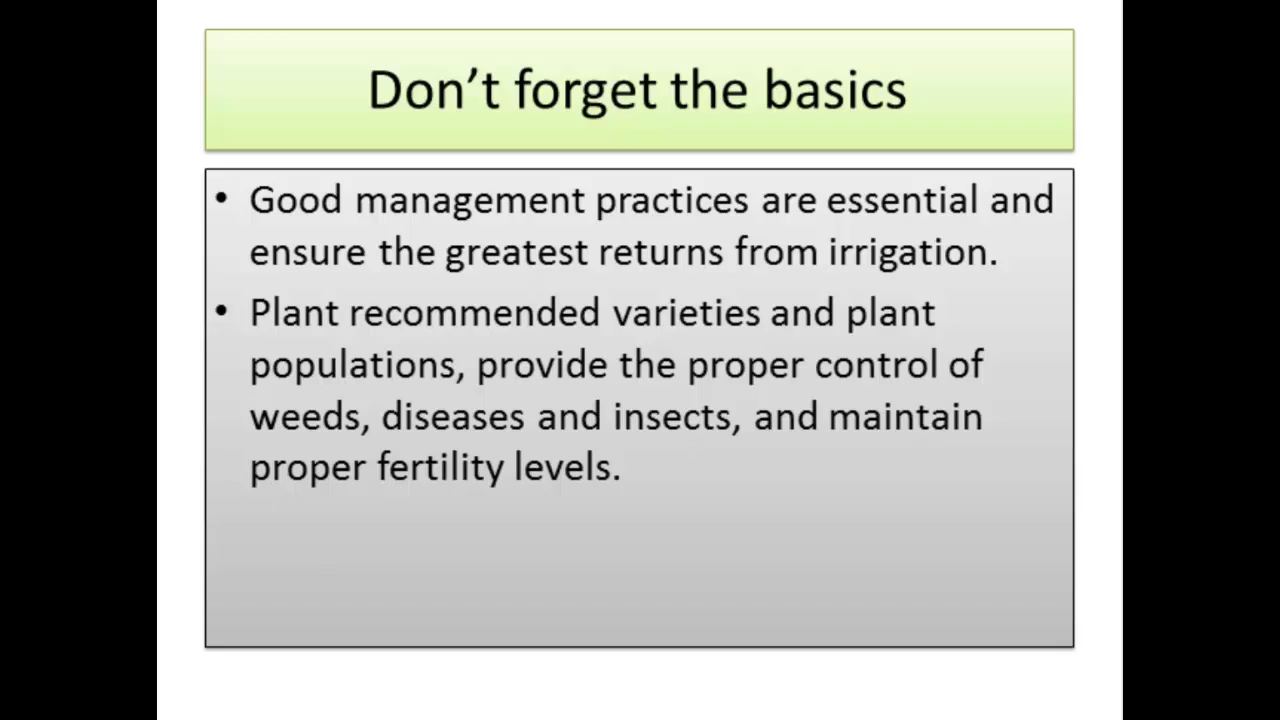 Don’t forget the basics
• Good management practices are essential and
ensure the greatest returns from irrigation.
• Plant recommended varieties and plant
populations, provide the proper control of
weeds, diseases and insects, and maintain
proper fertility levels.